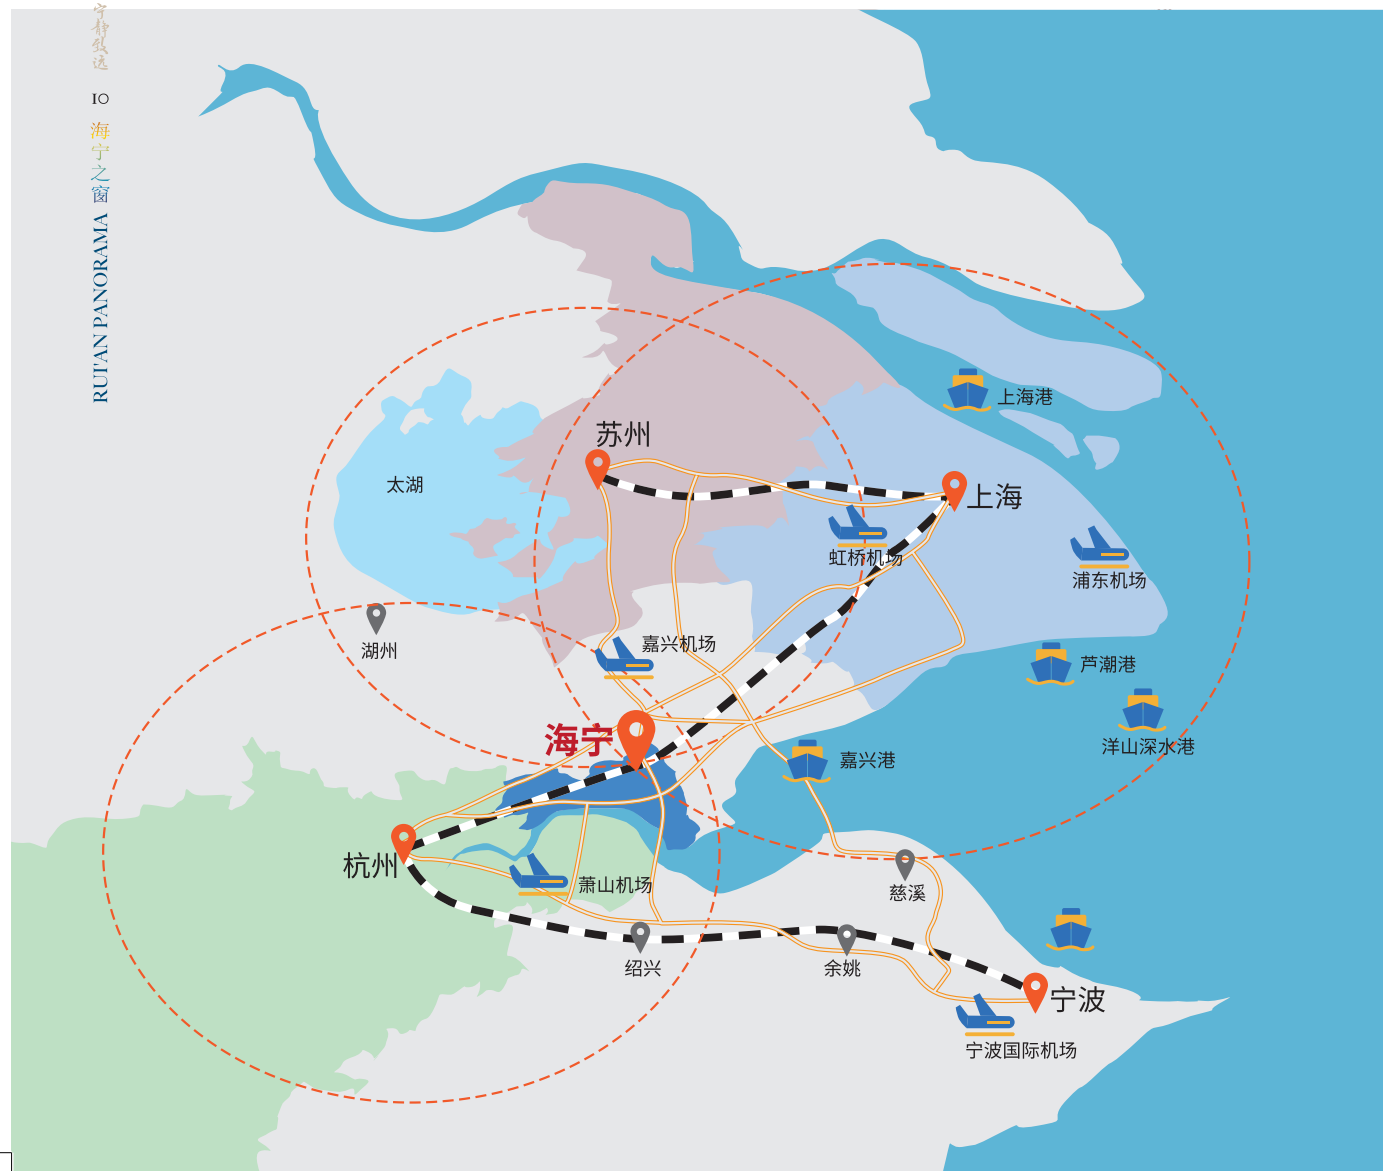 宁静致远
10
海宁之窗
RUI'AN PANORAMA
上海港
苏州
太湖
上海
虹桥机场
浦东机场
湖州
嘉兴机场
芦潮港
海宁
洋山深水港
嘉兴港
杭州
萧山机场
慈溪
绍兴
余姚
宁波
宁波国际机场